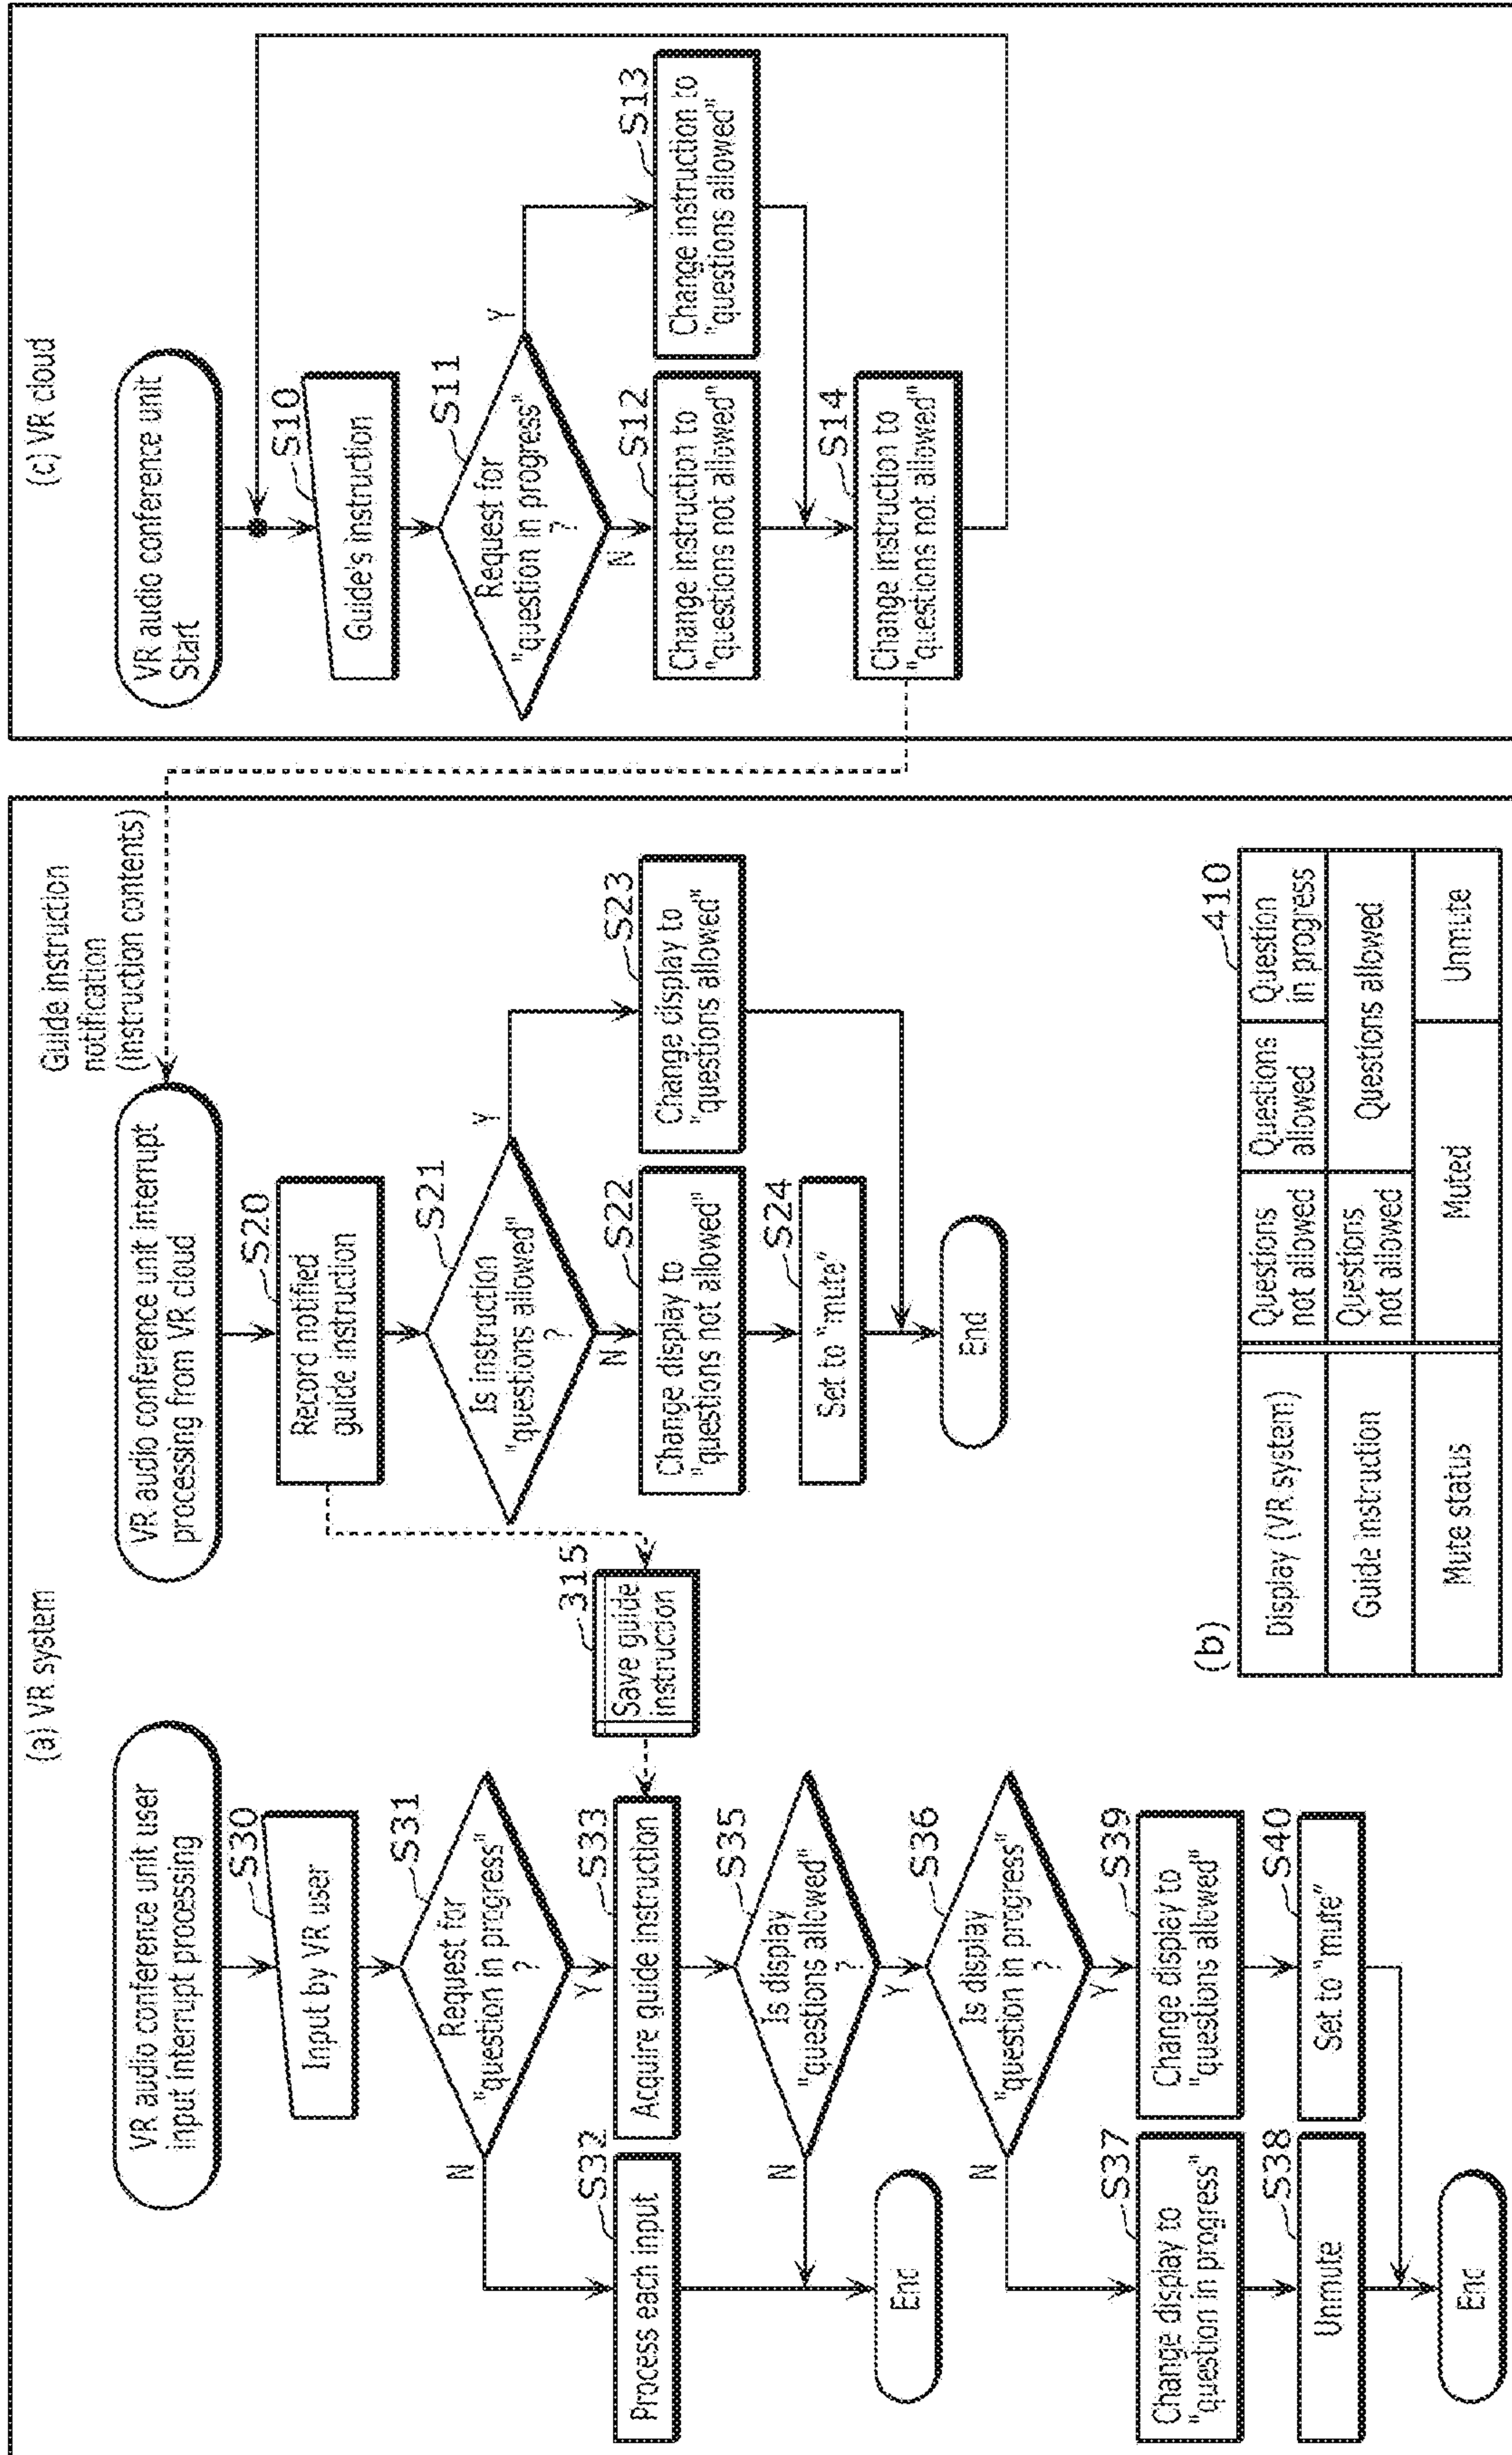 (a) VR system
VR audio conference unit user
input interrupt processing
S30
Input by VR user
S31
Request for
"question in progress"
?
N
Y
S32
Process each input
S33
Acquire guide instruction
S35
Is display
"questions allowed"
?
N
Y
End
S36
Is display
"question in progress"
?
N
Y
S37
Change display to
"question in progress"
S39
Change display to
"questions allowed"
S38
Unmute
S40
Set to "mute"
End
315
Save guide
instruction
Guide instruction
notification
(instruction contents)
VR audio conference unit interrupt
processing from VR cloud
S20
Record notified
guide instruction
S21
Is instruction
"questions allowed"
?
Y
N
S22
Change display to
"questions not allowed"
S23
Change display to
"questions allowed"
S24
Set to "mute"
End
(b)
410
Display (VR system)
Questions
not allowed
Questions
allowed
Question
in progress
Guide instruction
Questions
not allowed
Questions allowed
Mute status
Muted
Unmute
(c) VR cloud
VR audio conference unit
Start
S10
Guide's instruction
S11
Request for
"question in progress"
?
Y
N
S12
Change instruction to
"questions not allowed"
S13
Change instruction to
"questions allowed"
S14
Change instruction to
"questions not allowed"